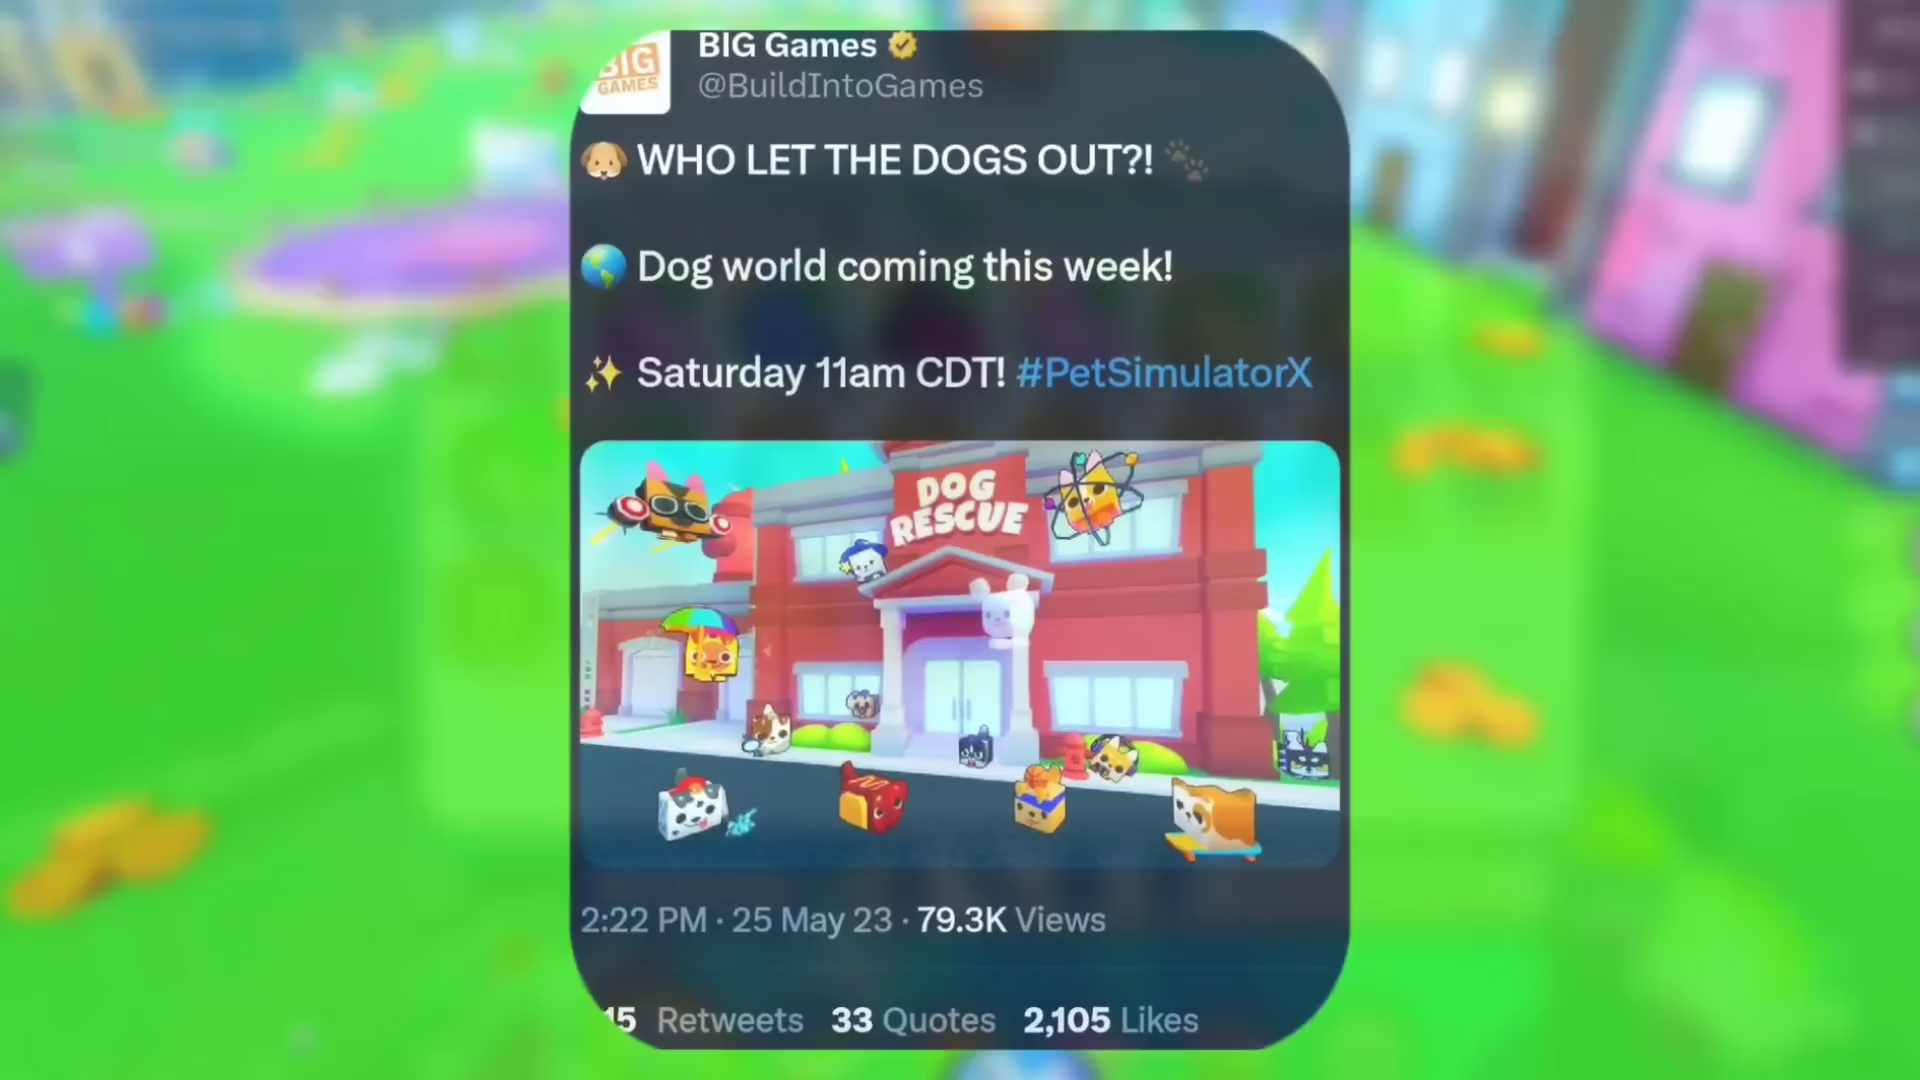 BIG
GAMES
BIG Games
@BuildIntoGames
🐶 WHO LET THE DOGS OUT?! 🐾
🌎 Dog world coming this week!
✨ Saturday 11am CDT! #PetSimulatorX
DOG
RESCUE
2:22 PM · 25 May 23 · 79.3K Views
15 Retweets 33 Quotes 2,105 Likes